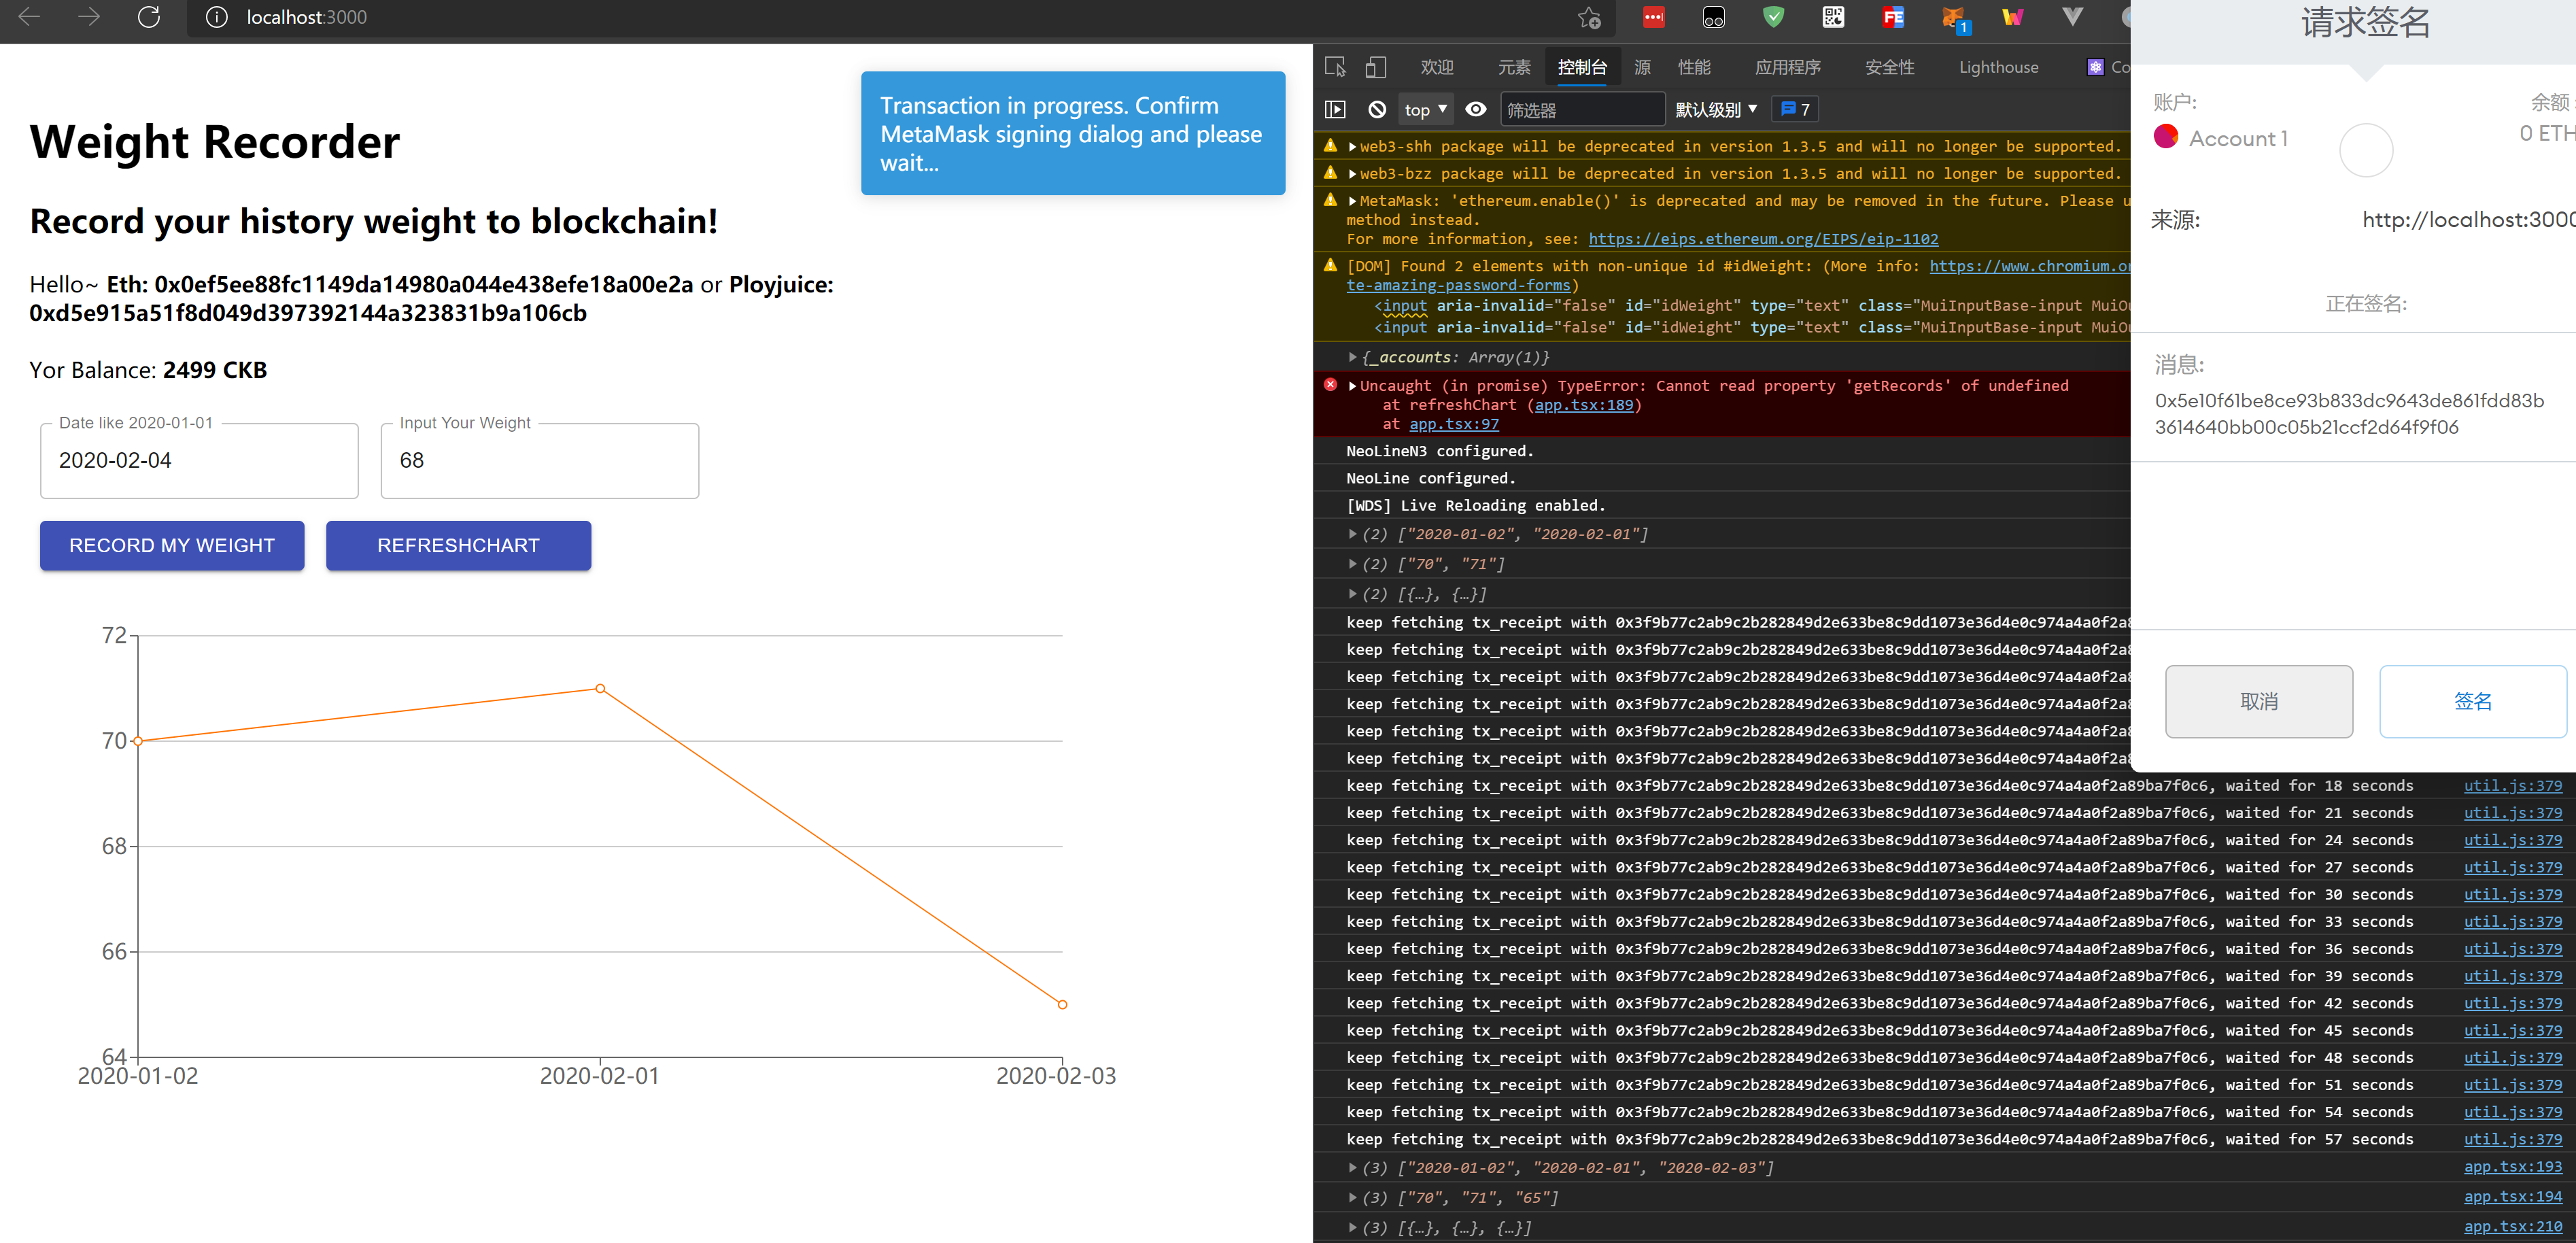 localhost:3000
1
Weight Recorder
Record your history weight to blockchain!
Hello~ Eth: 0x0ef5ee88fc1149da14980a044e438efe18a00e2a or Ployjuice:
0xd5e915a51f8d049d397392144a323831b9a106cb
Yor Balance: 2499 CKB
Date like 2020-01-01
2020-02-04
Input Your Weight
68
RECORD MY WEIGHT
REFRESHCHART
72
70
68
66
64
2020-01-02
2020-02-01
2020-02-03
Transaction in progress. Confirm
MetaMask signing dialog and please
wait...
欢迎 元素 控制台 源 性能 应用程序 安全性 Lighthouse Co
top 筛选器 默认级别 7
web3-shh package will be deprecated in version 1.3.5 and will no longer be supported.
web3-bzz package will be deprecated in version 1.3.5 and will no longer be supported.
MetaMask: 'ethereum.enable()' is deprecated and may be removed in the future. Please u
method instead.
For more information, see: https://eips.ethereum.org/EIPS/eip-1102
[DOM] Found 2 elements with non-unique id #idWeight: (More info: https://www.chromium.or
te-amazing-password-forms)
<input aria-invalid="false" id="idWeight" type="text" class="MuiInputBase-input MuiOu
<input aria-invalid="false" id="idWeight" type="text" class="MuiInputBase-input MuiOu
{_accounts: Array(1)}
Uncaught (in promise) TypeError: Cannot read property 'getRecords' of undefined
at refreshChart (app.tsx:189)
at app.tsx:97
NeoLineN3 configured.
NeoLine configured.
[WDS] Live Reloading enabled.
(2) ["2020-01-02", "2020-02-01"]
(2) ["70", "71"]
(2) [{…}, {…}]
keep fetching tx_receipt with 0x3f9b77c2ab9c2b282849d2e633be8c9dd1073e36d4e0c974a4a0f2a8
keep fetching tx_receipt with 0x3f9b77c2ab9c2b282849d2e633be8c9dd1073e36d4e0c974a4a0f2a8
keep fetching tx_receipt with 0x3f9b77c2ab9c2b282849d2e633be8c9dd1073e36d4e0c974a4a0f2a8
keep fetching tx_receipt with 0x3f9b77c2ab9c2b282849d2e633be8c9dd1073e36d4e0c974a4a0f2a8
keep fetching tx_receipt with 0x3f9b77c2ab9c2b282849d2e633be8c9dd1073e36d4e0c974a4a0f2a8
keep fetching tx_receipt with 0x3f9b77c2ab9c2b282849d2e633be8c9dd1073e36d4e0c974a4a0f2a8
keep fetching tx_receipt with 0x3f9b77c2ab9c2b282849d2e633be8c9dd1073e36d4e0c974a4a0f2a89ba7f0c6, waited for 18 seconds util.js:379
keep fetching tx_receipt with 0x3f9b77c2ab9c2b282849d2e633be8c9dd1073e36d4e0c974a4a0f2a89ba7f0c6, waited for 21 seconds util.js:379
keep fetching tx_receipt with 0x3f9b77c2ab9c2b282849d2e633be8c9dd1073e36d4e0c974a4a0f2a89ba7f0c6, waited for 24 seconds util.js:379
keep fetching tx_receipt with 0x3f9b77c2ab9c2b282849d2e633be8c9dd1073e36d4e0c974a4a0f2a89ba7f0c6, waited for 27 seconds util.js:379
keep fetching tx_receipt with 0x3f9b77c2ab9c2b282849d2e633be8c9dd1073e36d4e0c974a4a0f2a89ba7f0c6, waited for 30 seconds util.js:379
keep fetching tx_receipt with 0x3f9b77c2ab9c2b282849d2e633be8c9dd1073e36d4e0c974a4a0f2a89ba7f0c6, waited for 33 seconds util.js:379
keep fetching tx_receipt with 0x3f9b77c2ab9c2b282849d2e633be8c9dd1073e36d4e0c974a4a0f2a89ba7f0c6, waited for 36 seconds util.js:379
keep fetching tx_receipt with 0x3f9b77c2ab9c2b282849d2e633be8c9dd1073e36d4e0c974a4a0f2a89ba7f0c6, waited for 39 seconds util.js:379
keep fetching tx_receipt with 0x3f9b77c2ab9c2b282849d2e633be8c9dd1073e36d4e0c974a4a0f2a89ba7f0c6, waited for 42 seconds util.js:379
keep fetching tx_receipt with 0x3f9b77c2ab9c2b282849d2e633be8c9dd1073e36d4e0c974a4a0f2a89ba7f0c6, waited for 45 seconds util.js:379
keep fetching tx_receipt with 0x3f9b77c2ab9c2b282849d2e633be8c9dd1073e36d4e0c974a4a0f2a89ba7f0c6, waited for 48 seconds util.js:379
keep fetching tx_receipt with 0x3f9b77c2ab9c2b282849d2e633be8c9dd1073e36d4e0c974a4a0f2a89ba7f0c6, waited for 51 seconds util.js:379
keep fetching tx_receipt with 0x3f9b77c2ab9c2b282849d2e633be8c9dd1073e36d4e0c974a4a0f2a89ba7f0c6, waited for 54 seconds util.js:379
keep fetching tx_receipt with 0x3f9b77c2ab9c2b282849d2e633be8c9dd1073e36d4e0c974a4a0f2a89ba7f0c6, waited for 57 seconds util.js:379
(3) ["2020-01-02", "2020-02-01", "2020-02-03"] app.tsx:193
(3) ["70", "71", "65"] app.tsx:194
(3) [{…}, {…}, {…}] app.tsx:210
请求签名
账户:
余额:
Account 1
0 ETH
来源:
http://localhost:3000
正在签名:
消息:
0x5e10f61be8ce93b833dc9643de861fdd83b
3614640bb00c05b21ccf2d64f9f06
取消
签名